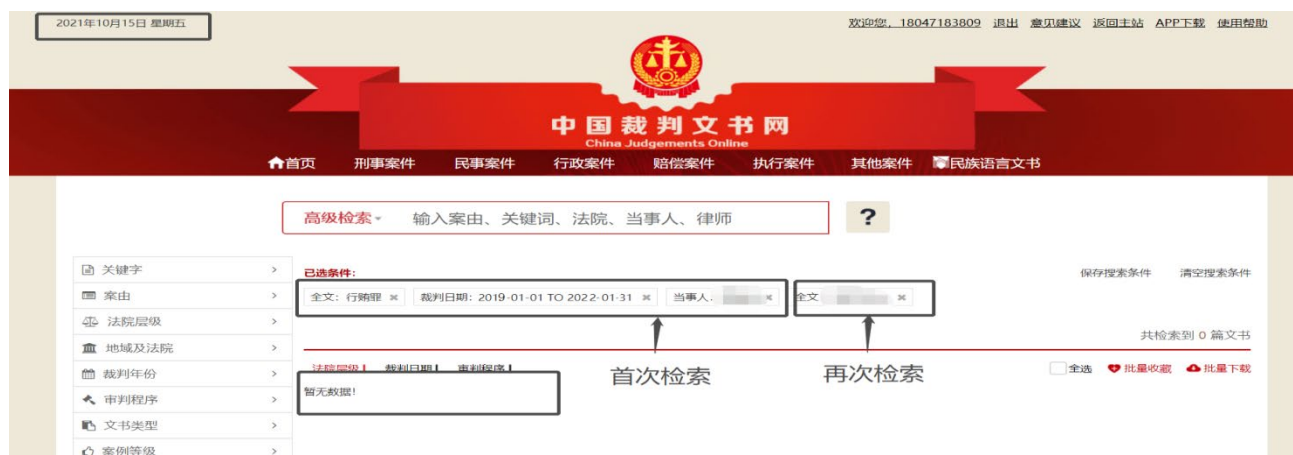 2021年10月15日 星期五
欢迎您，18047183809 退出 意见建议 返回主站 APP下载 使用帮助
中国裁判文书网
China Judgements Online
首页 刑事案件 民事案件 行政案件 赔偿案件 执行案件 其他案件 民族语言文书
高级检索 输入案由、关键词、法院、当事人、律师 ?
关键字
案由
法院层级
地域及法院
裁判年份
审判程序
文书类型
案例等级
已选条件:
保存搜索条件 清空搜索条件
全文: 行贿罪 × 裁判日期: 2019-01-01 TO 2022-01-31 × 当事人: × 全文 ×
共检索到 0 篇文书
法院层级 裁判日期 审判程序
全选 批量收藏 批量下载
首次检索 再次检索
暂无数据!